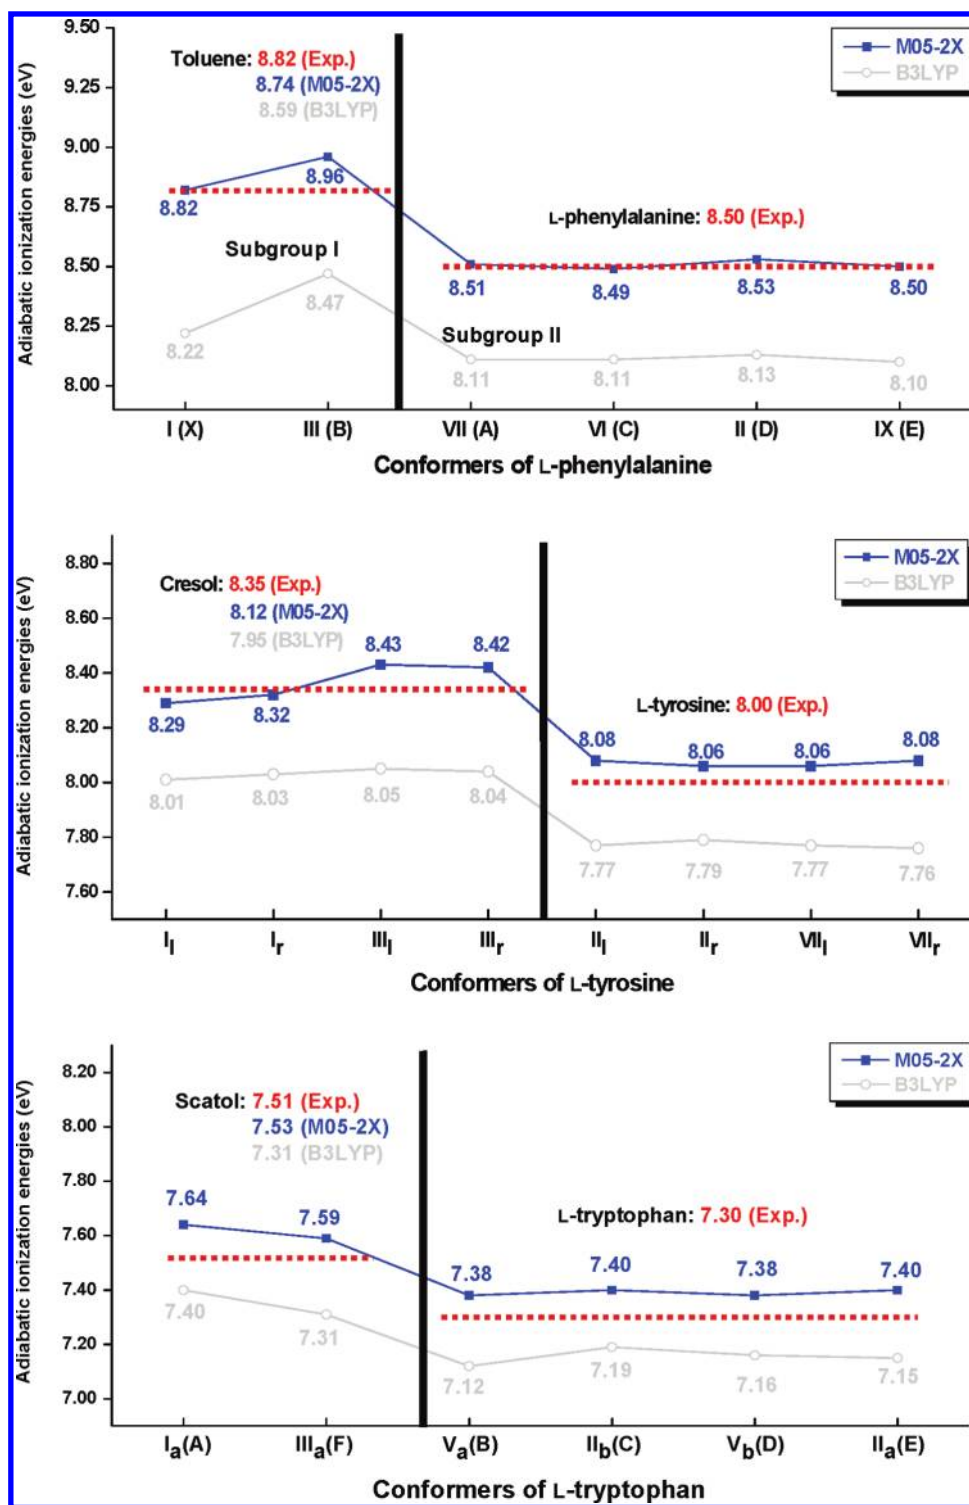 Adiabatic ionization energies (eV)
9.50
9.25
9.00
8.75
8.50
8.25
8.00
Toluene: 8.82 (Exp.)
8.74 (M05-2X)
8.59 (B3LYP)
M05-2X
B3LYP
8.82
8.96
Subgroup I
8.22
8.47
L-phenylalanine: 8.50 (Exp.)
8.51
8.49
8.53
8.50
Subgroup II
8.11
8.11
8.13
8.10
I (X)
III (B)
VII (A)
VI (C)
II (D)
IX (E)
Conformers of L-phenylalanine
Adiabatic ionization energies (eV)
8.80
8.60
8.40
8.20
8.00
7.80
7.60
Cresol: 8.35 (Exp.)
8.12 (M05-2X)
7.95 (B3LYP)
M05-2X
B3LYP
8.29
8.32
8.43
8.42
8.01
8.03
8.05
8.04
L-tyrosine: 8.00 (Exp.)
8.08
8.06
8.06
8.08
7.77
7.79
7.77
7.76
Il
Ir
IIIl
IIIr
IIl
IIr
VIIl
VIIr
Conformers of L-tyrosine
Adiabatic ionization energies (eV)
8.20
8.00
7.80
7.60
7.40
7.20
7.00
Scatol: 7.51 (Exp.)
7.53 (M05-2X)
7.31 (B3LYP)
M05-2X
B3LYP
7.64
7.59
7.40
7.31
L-tryptophan: 7.30 (Exp.)
7.38
7.40
7.38
7.40
7.12
7.19
7.16
7.15
Ia(A)
IIIa(F)
Va(B)
IIb(C)
Vb(D)
IIa(E)
Conformers of L-tryptophan